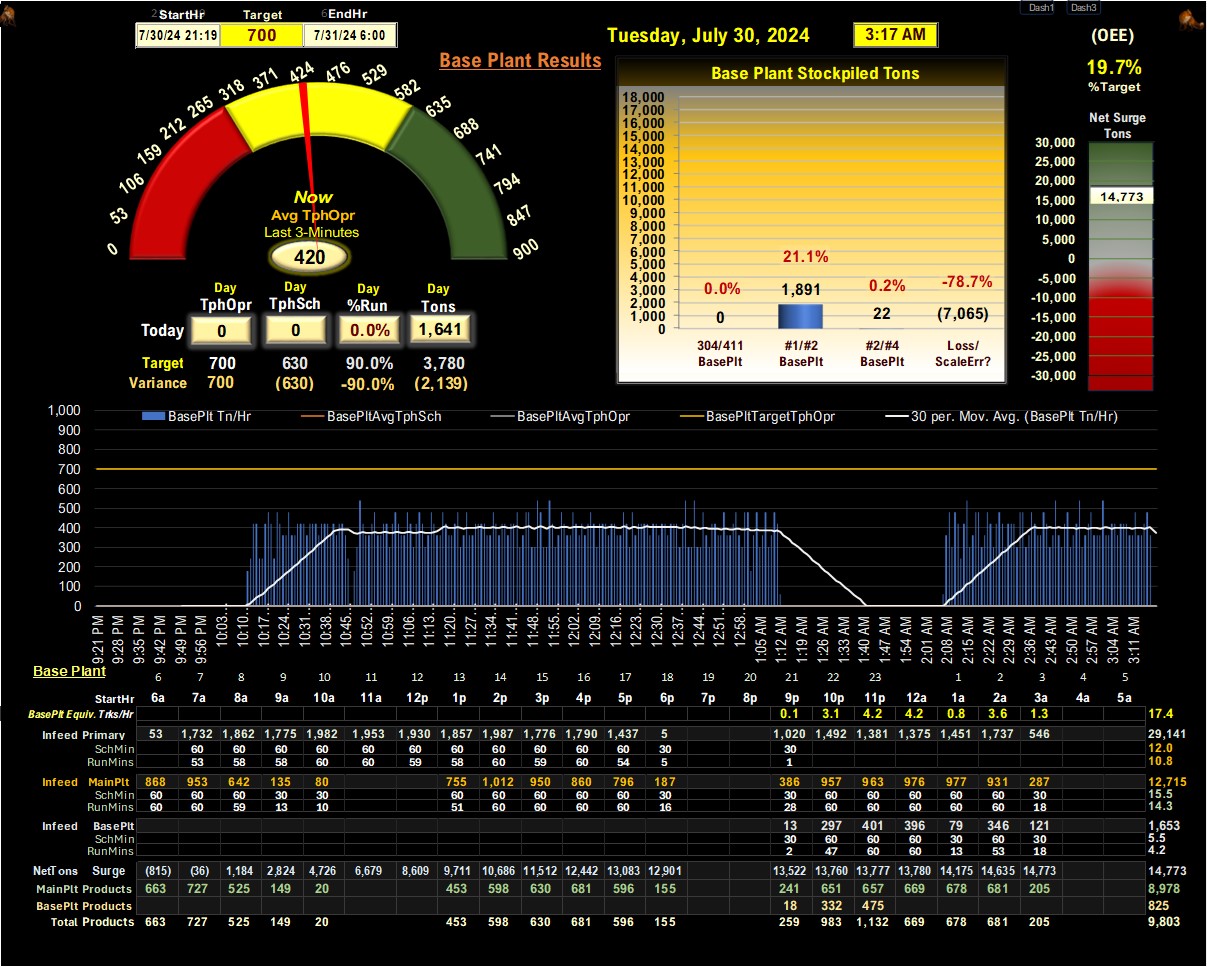 Dash1 Dash3
StartHr Target EndHr
7/30/24 21:19 700 7/31/24 6:00
Tuesday, July 30, 2024 3:17 AM
(OEE)
19.7%
%Target
Base Plant Results
0 53 106 159 212 265 318 371 424 476 529 582 635 688 741 794 847 900
Now
Avg TphOpr
Last 3-Minutes
420
Day Day Day Day
TphOpr TphSch %Run Tons
Today 0 0 0.0% 1,641
Target 700 630 90.0% 3,780
Variance 700 (630) -90.0% (2,139)
Base Plant Stockpiled Tons
18,000
17,000
16,000
15,000
14,000
13,000
12,000
11,000
10,000
9,000
8,000
7,000
6,000
5,000
4,000
3,000
2,000
1,000
0
0.0% 21.1% 0.2% -78.7%
0 1,891 22 (7,065)
304/411 #1/#2 #2/#4 Loss/
BasePlt BasePlt BasePlt ScaleErr?
Net Surge
Tons
30,000
25,000
20,000
15,000
14,773
10,000
5,000
0
-5,000
-10,000
-15,000
-20,000
-25,000
-30,000
BasePlt Tn/Hr BasePltAvgTphSch BasePltAvgTphOpr BasePltTargetTphOpr 30 per. Mov. Avg. (BasePlt Tn/Hr)
1,000
900
800
700
600
500
400
300
200
100
0
9:21 PM 9:28 PM 9:35 PM 9:42 PM 9:49 PM 9:56 PM 10:03... 10:10... 10:17... 10:24... 10:31... 10:38... 10:45... 10:52... 10:59... 11:06... 11:13... 11:20... 11:27... 11:34... 11:41... 11:48... 11:55... 12:02... 12:09... 12:16... 12:23... 12:30... 12:37... 12:44... 12:51... 12:58... 1:05 AM 1:12 AM 1:19 AM 1:26 AM 1:33 AM 1:40 AM 1:47 AM 1:54 AM 2:01 AM 2:08 AM 2:15 AM 2:22 AM 2:29 AM 2:36 AM 2:43 AM 2:50 AM 2:57 AM 3:04 AM 3:11 AM
Base Plant
6 7 8 9 10 11 12 13 14 15 16 17 18 19 20 21 22 23 1 2 3 4 5
StartHr 6a 7a 8a 9a 10a 11a 12p 1p 2p 3p 4p 5p 6p 7p 8p 9p 10p 11p 12a 1a 2a 3a 4a 5a
BasePlt Equiv. Trks/Hr 0.1 3.1 4.2 4.2 0.8 3.6 1.3 17.4
Infeed Primary 53 1,732 1,862 1,775 1,982 1,953 1,930 1,857 1,987 1,776 1,790 1,437 5 1,020 1,492 1,381 1,375 1,451 1,737 546 29,141
SchMin 60 60 60 60 60 60 60 60 60 60 60 30 30 12.0
RunMins 53 58 58 60 60 59 58 60 59 60 54 5 1 10.8
Infeed MainPlt 868 953 642 135 80 755 1,012 950 860 796 187 386 957 963 976 977 931 287 12,715
SchMin 60 60 60 30 30 60 60 60 60 60 30 30 60 60 60 60 60 30 15.5
RunMins 60 60 59 13 10 51 60 60 60 60 16 28 60 60 60 60 60 18 14.3
Infeed BasePlt 13 297 401 396 79 346 121 1,653
SchMin 30 60 60 60 30 60 30 5.5
RunMins 2 47 60 60 13 53 18 4.2
NetTons Surge (815) (36) 1,184 2,824 4,726 6,679 8,609 9,711 10,686 11,512 12,442 13,083 12,901 13,522 13,760 13,777 13,780 14,175 14,635 14,773 14,773
MainPlt Products 663 727 525 149 20 453 598 630 681 596 155 241 651 657 669 678 681 205 8,978
BasePlt Products 18 332 475 825
Total Products 663 727 525 149 20 453 598 630 681 596 155 259 983 1,132 669 678 681 205 9,803